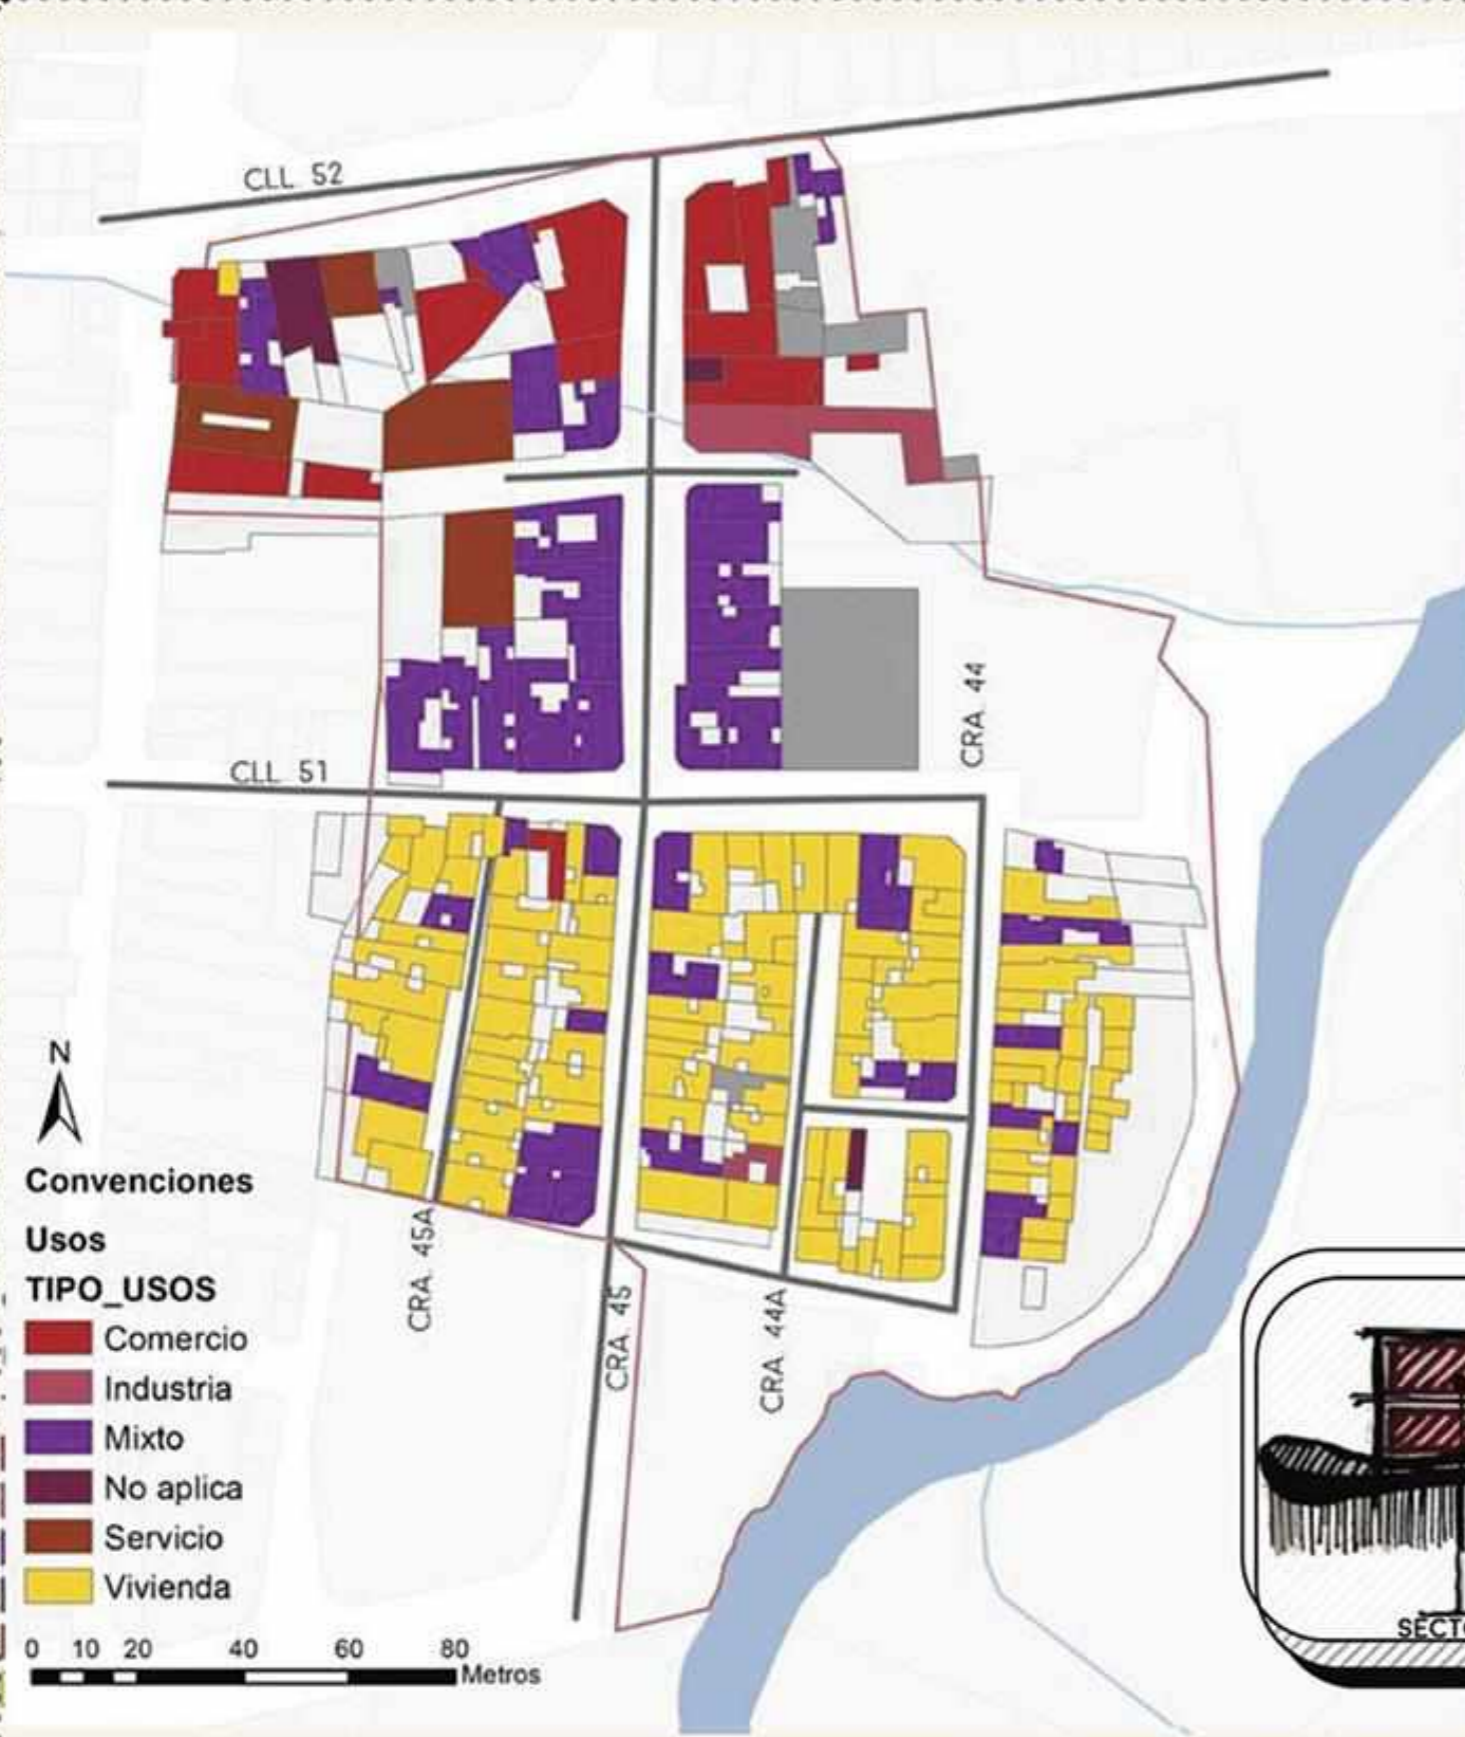 CLL 52
CLL 51
CRA 44
N
Convenciones
Usos
TIPO_USOS
Comercio
Industria
Mixto
No aplica
Servicio
Vivienda
CRA. 45A
CRA. 45
CRA. 44A
0 10 20 40 60 80
Metros